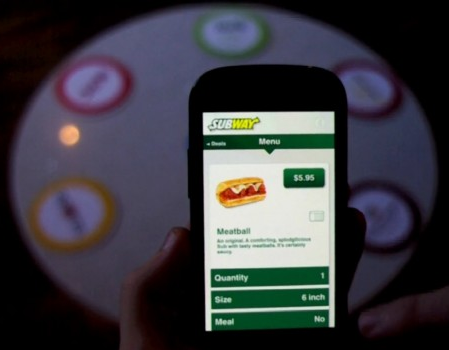 SUBWAY
Deals
Menu
$5.95
Meatball
An original. A comforting, splodgilicious
Sub with tasty meatballs. It's certainly
saucy.
Quantity 1
Size 6 inch
Meal No